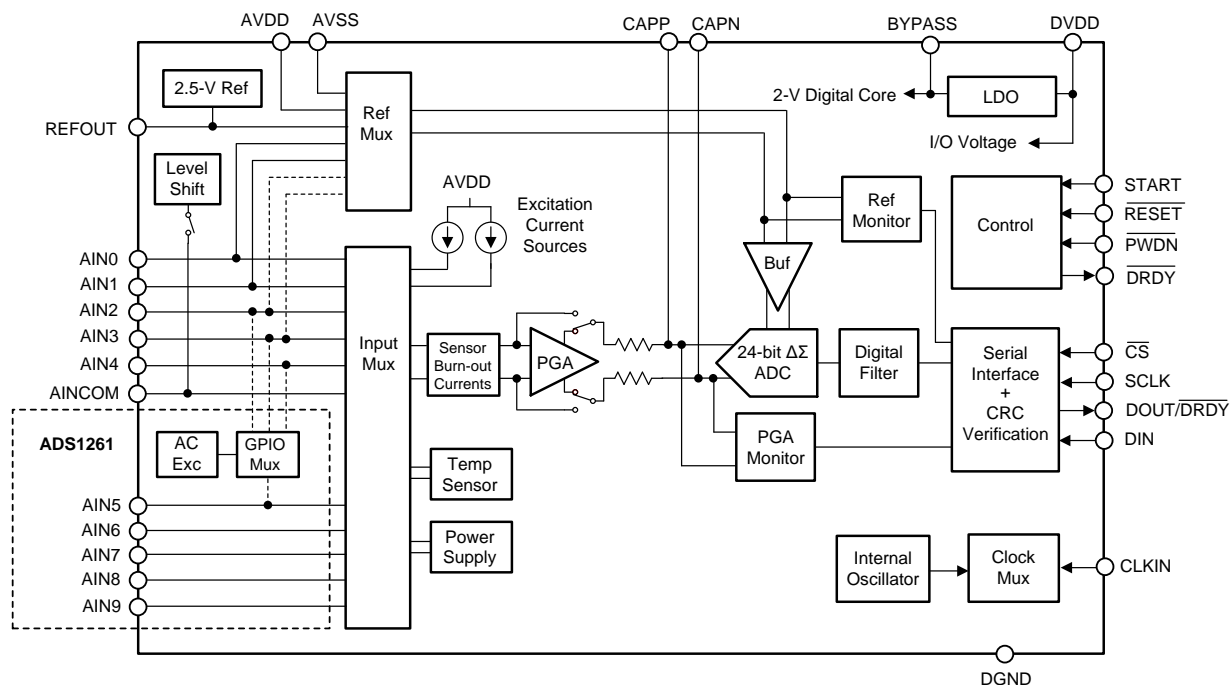 AVDD
AVSS
CAPP
CAPN
BYPASS
DVDD
2.5-V Ref
Ref
Mux
2-V Digital Core
LDO
REFOUT
I/O Voltage
Level
Shift
AVDD
Excitation
Current
Sources
Ref
Monitor
Control
START
RESET
PWDN
DRDY
AIN0
AIN1
AIN2
AIN3
AIN4
AINCOM
Input
Mux
Sensor
Burn-out
Currents
PGA
Buf
24-bit ΔΣ
ADC
Digital
Filter
Serial
Interface
+
CRC
Verification
CS
SCLK
DOUT/DRDY
DIN
ADS1261
AC
Exc
GPIO
Mux
PGA
Monitor
Temp
Sensor
Power
Supply
AIN5
AIN6
AIN7
AIN8
AIN9
Internal
Oscillator
Clock
Mux
CLKIN
DGND